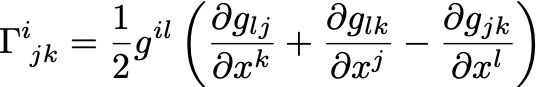 \Gamma^i{}_{jk} = \frac{1}{2} g^{il} \left( \frac{\partial g_{lj}}{\partial x^k} + \frac{\partial g_{lk}}{\partial x^j} - \frac{\partial g_{jk}}{\partial x^l} \right)